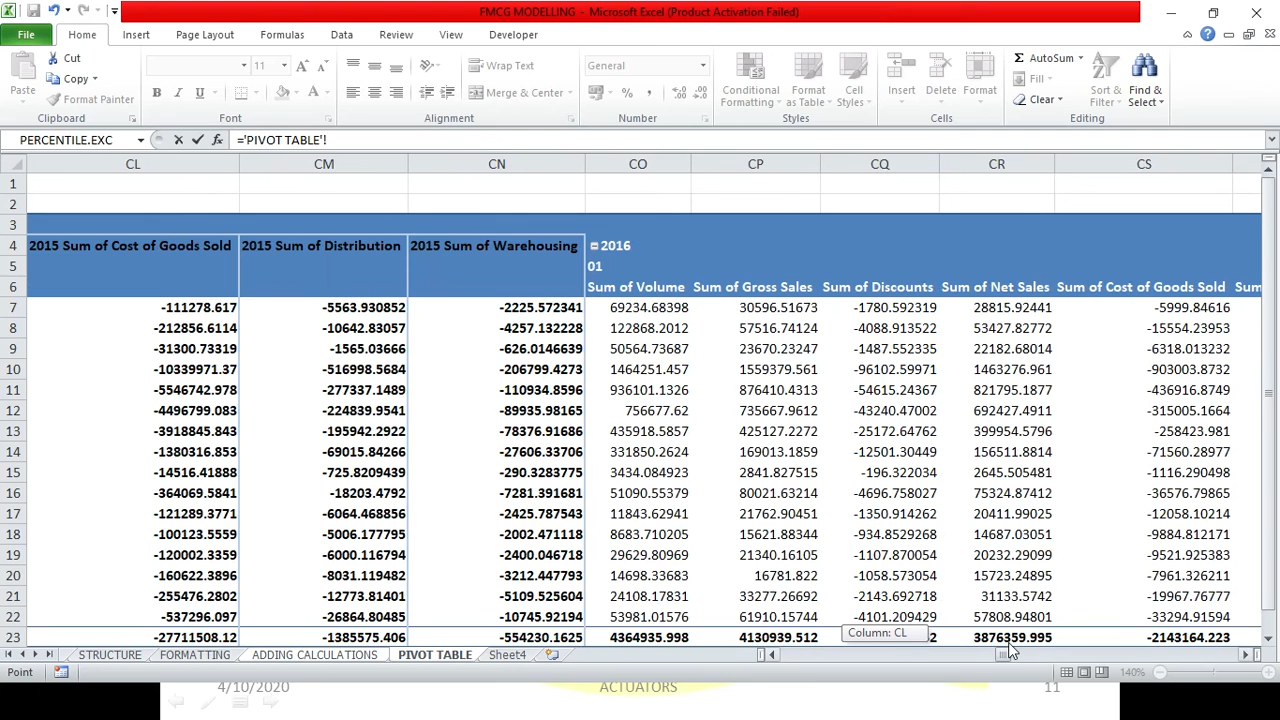 FMCG MODELLING - Microsoft Excel (Product Activation Failed)
File Home Insert Page Layout Formulas Data Review View Developer
Paste Cut Copy Format Painter Clipboard
11 A A B I U A Font
Wrap Text Merge & Center Alignment
General % , Number
Conditional Formatting Format as Table Cell Styles Styles
Insert Delete Format Cells
Σ AutoSum Fill Clear Sort & Filter Find & Select Editing
PERCENTILE.EXC fx ='PIVOT TABLE'!
CL CM CN CO CP CQ CR CS
1
2
3
4 2015 Sum of Cost of Goods Sold 2015 Sum of Distribution 2015 Sum of Warehousing 2016
5 01
6 Sum of Volume Sum of Gross Sales Sum of Discounts Sum of Net Sales Sum of Cost of Goods Sold Sum
7 -111278.617 -5563.930852 -2225.572341 69234.68398 30596.51673 -1780.592319 28815.92441 -5999.84616
8 -212856.6114 -10642.83057 -4257.132228 122868.2012 57516.74124 -4088.913522 53427.82772 -15554.23953
9 -31300.73319 -1565.03666 -626.0146639 50564.73687 23670.23247 -1487.552335 22182.68014 -6318.013232
10 -10339971.37 -516998.5684 -206799.4273 1464251.457 1559379.561 -96102.59971 1463276.961 -903003.8732
11 -5546742.978 -277337.1489 -110934.8596 936101.1326 876410.4313 -54615.24367 821795.1877 -436916.8749
12 -4496799.083 -224839.9541 -89935.98165 756677.62 735667.9612 -43240.47002 692427.4911 -315005.1664
13 -3918845.843 -195942.2922 -78376.91686 435918.5857 425127.2272 -25172.64762 399954.5796 -258423.981
14 -1380316.853 -69015.84266 -27606.33706 331850.2624 169013.1859 -12501.30449 156511.8814 -71560.28977
15 -14516.41888 -725.8209439 -290.3283775 3434.084923 2841.827515 -196.322034 2645.505481 -1116.290498
16 -364069.5841 -18203.4792 -7281.391681 51090.55379 80021.63214 -4696.758027 75324.87412 -36576.79865
17 -121289.3771 -6064.468856 -2425.787543 11843.62941 21762.90451 -1350.914262 20411.99025 -12058.10214
18 -100123.5559 -5006.177795 -2002.471118 8683.710205 15621.88344 -934.8529268 14687.03051 -9884.812171
19 -120002.3359 -6000.116794 -2400.046718 29629.80969 21340.16105 -1107.870054 20232.29099 -9521.925383
20 -160622.3896 -8031.119482 -3212.447793 14698.33683 16781.822 -1058.573054 15723.24895 -7961.326211
21 -255476.2802 -12773.81401 -5109.525604 24108.17831 33277.26692 -2143.692718 31133.5742 -19967.76777
22 -537296.097 -26864.80485 -10745.92194 53981.01576 61910.15744 -4101.209429 57808.94801 -33294.91594
23 -27711508.12 -1385575.406 -554230.1625 4364935.998 4130939.512 2 3876359.995 -2143164.223
Column: CL
STRUCTURE FORMATTING ADDING CALCULATIONS PIVOT TABLE Sheet4
Point 140%
4/10/2020 ACTUATORS 11